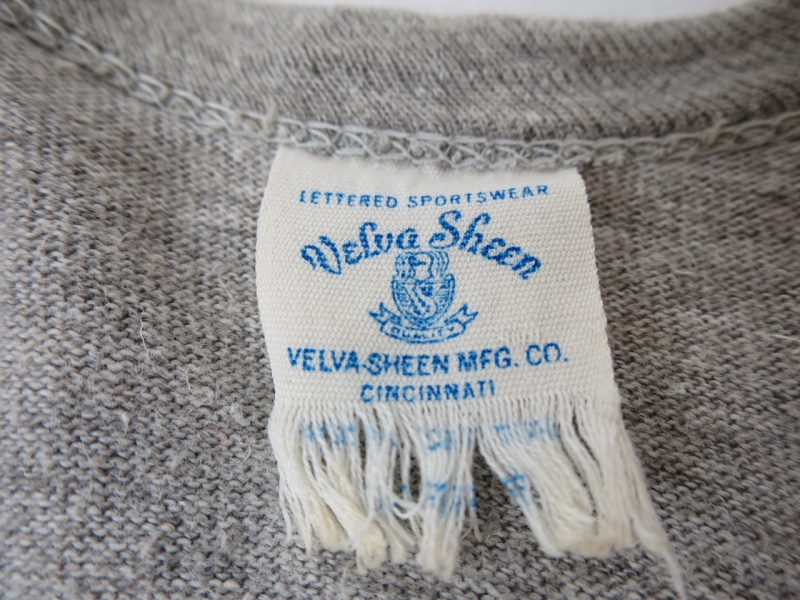 LETTERED SPORTSWEAR
Velva Sheen
QUALITY
VELVA-SHEEN MFG. CO.
CINCINNATI